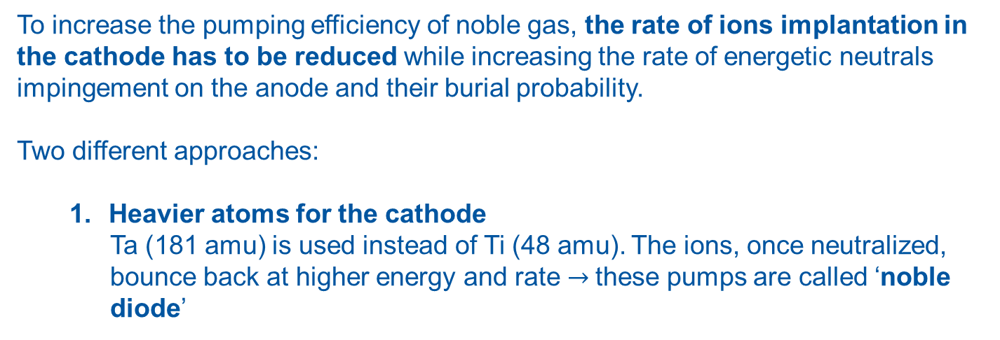 To increase the pumping efficiency of noble gas, the rate of ions implantation in
the cathode has to be reduced while increasing the rate of energetic neutrals
impingement on the anode and their burial probability.
Two different approaches:
1. Heavier atoms for the cathode
Ta (181 amu) is used instead of Ti (48 amu). The ions, once neutralized,
bounce back at higher energy and rate → these pumps are called ‘noble
diode’